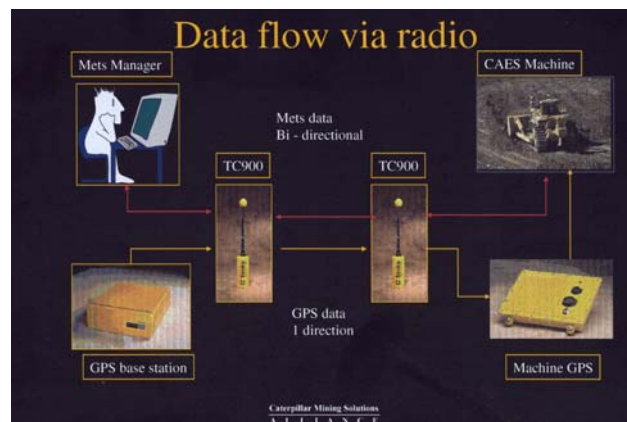 Data flow via radio
Mets Manager
CAES Machine
Mets data
Bi - directional
TC900
TC900
GPS data
1 direction
GPS base station
Machine GPS
Caterpillar Mining Solutions
A L L I A N C E